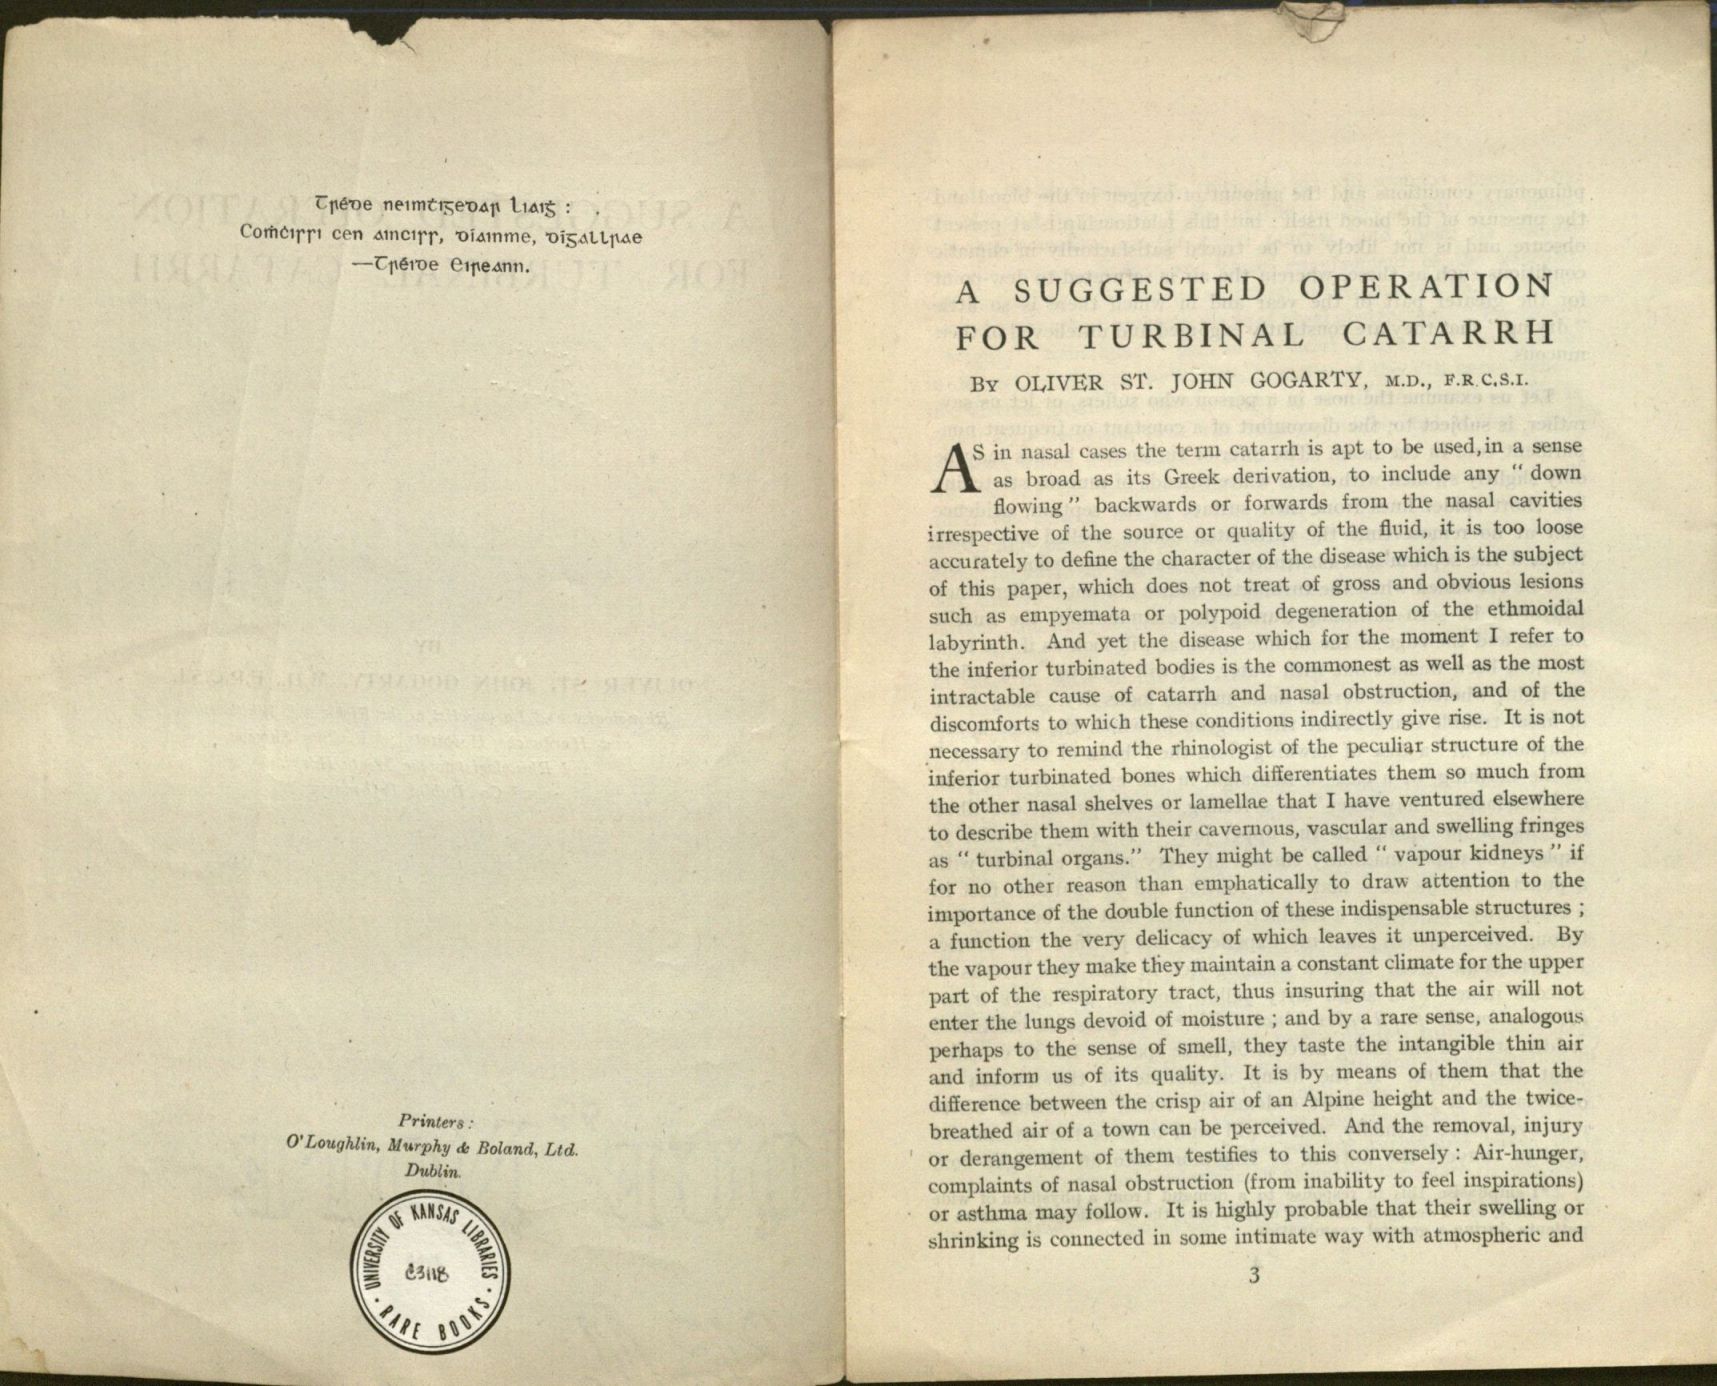 Tréde neimtigedar liaig :
Comċirri cen aincirr, díainme, dígallrae
—Tréide Eireann.
Printers :
O'Loughlin, Murphy & Boland, Ltd.
Dublin.
UNIVERSITY OF KANSAS LIBRARIES
C3118
· RARE BOOKS ·
A SUGGESTED OPERATION
FOR TURBINAL CATARRH
By OLIVER ST. JOHN GOGARTY, M.D., F.R.C.S.I.
AS in nasal cases the term catarrh is apt to be used, in a sense
as broad as its Greek derivation, to include any “ down
flowing ” backwards or forwards from the nasal cavities
irrespective of the source or quality of the fluid, it is too loose
accurately to define the character of the disease which is the subject
of this paper, which does not treat of gross and obvious lesions
such as empyemata or polypoid degeneration of the ethmoidal
labyrinth. And yet the disease which for the moment I refer to
the inferior turbinated bodies is the commonest as well as the most
intractable cause of catarrh and nasal obstruction, and of the
discomforts to which these conditions indirectly give rise. It is not
necessary to remind the rhinologist of the peculiar structure of the
inferior turbinated bones which differentiates them so much from
the other nasal shelves or lamellae that I have ventured elsewhere
to describe them with their cavernous, vascular and swelling fringes
as “ turbinal organs.” They might be called “ vapour kidneys ” if
for no other reason than emphatically to draw attention to the
importance of the double function of these indispensable structures ;
a function the very delicacy of which leaves it unperceived. By
the vapour they make they maintain a constant climate for the upper
part of the respiratory tract, thus insuring that the air will not
enter the lungs devoid of moisture ; and by a rare sense, analogous
perhaps to the sense of smell, they taste the intangible thin air
and inform us of its quality. It is by means of them that the
difference between the crisp air of an Alpine height and the twice-
breathed air of a town can be perceived. And the removal, injury
or derangement of them testifies to this conversely : Air-hunger,
complaints of nasal obstruction (from inability to feel inspirations)
or asthma may follow. It is highly probable that their swelling or
shrinking is connected in some intimate way with atmospheric and
3